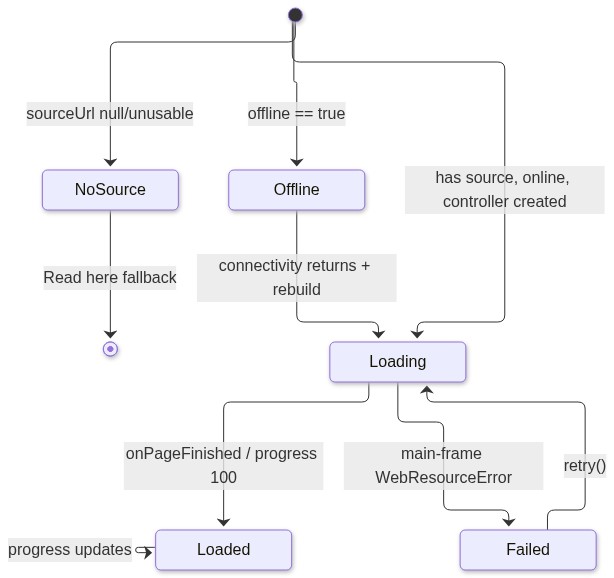 sourceUrl null/unusable
offline == true
has source, online,
controller created
NoSource
Offline
Read here fallback
connectivity returns +
rebuild
Loading
onPageFinished / progress
100
main-frame
WebResourceError
retry()
progress updates
Loaded
Failed